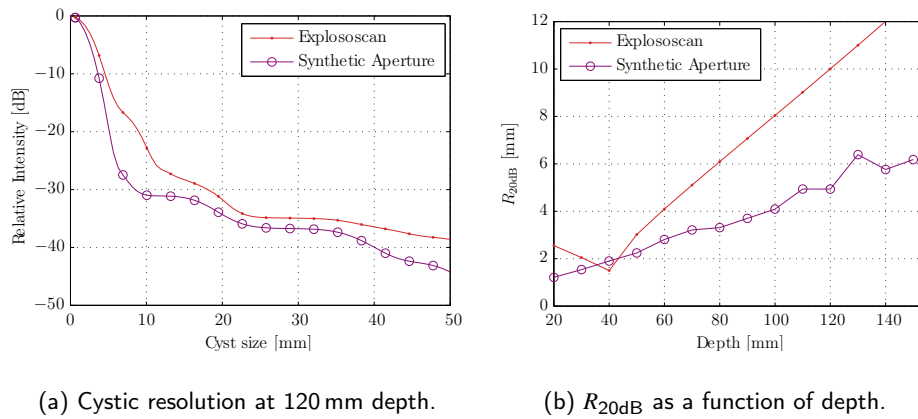 0
−10
−20
−30
−40
−50
Relative Intensity [dB]
0 10 20 30 40 50
Cyst size [mm]
Explososcan
Synthetic Aperture
(a) Cystic resolution at 120 mm depth.
12
10
8
6
4
2
0
R20dB [mm]
20 40 60 80 100 120 140
Depth [mm]
Explososcan
Synthetic Aperture
(b) R20dB as a function of depth.